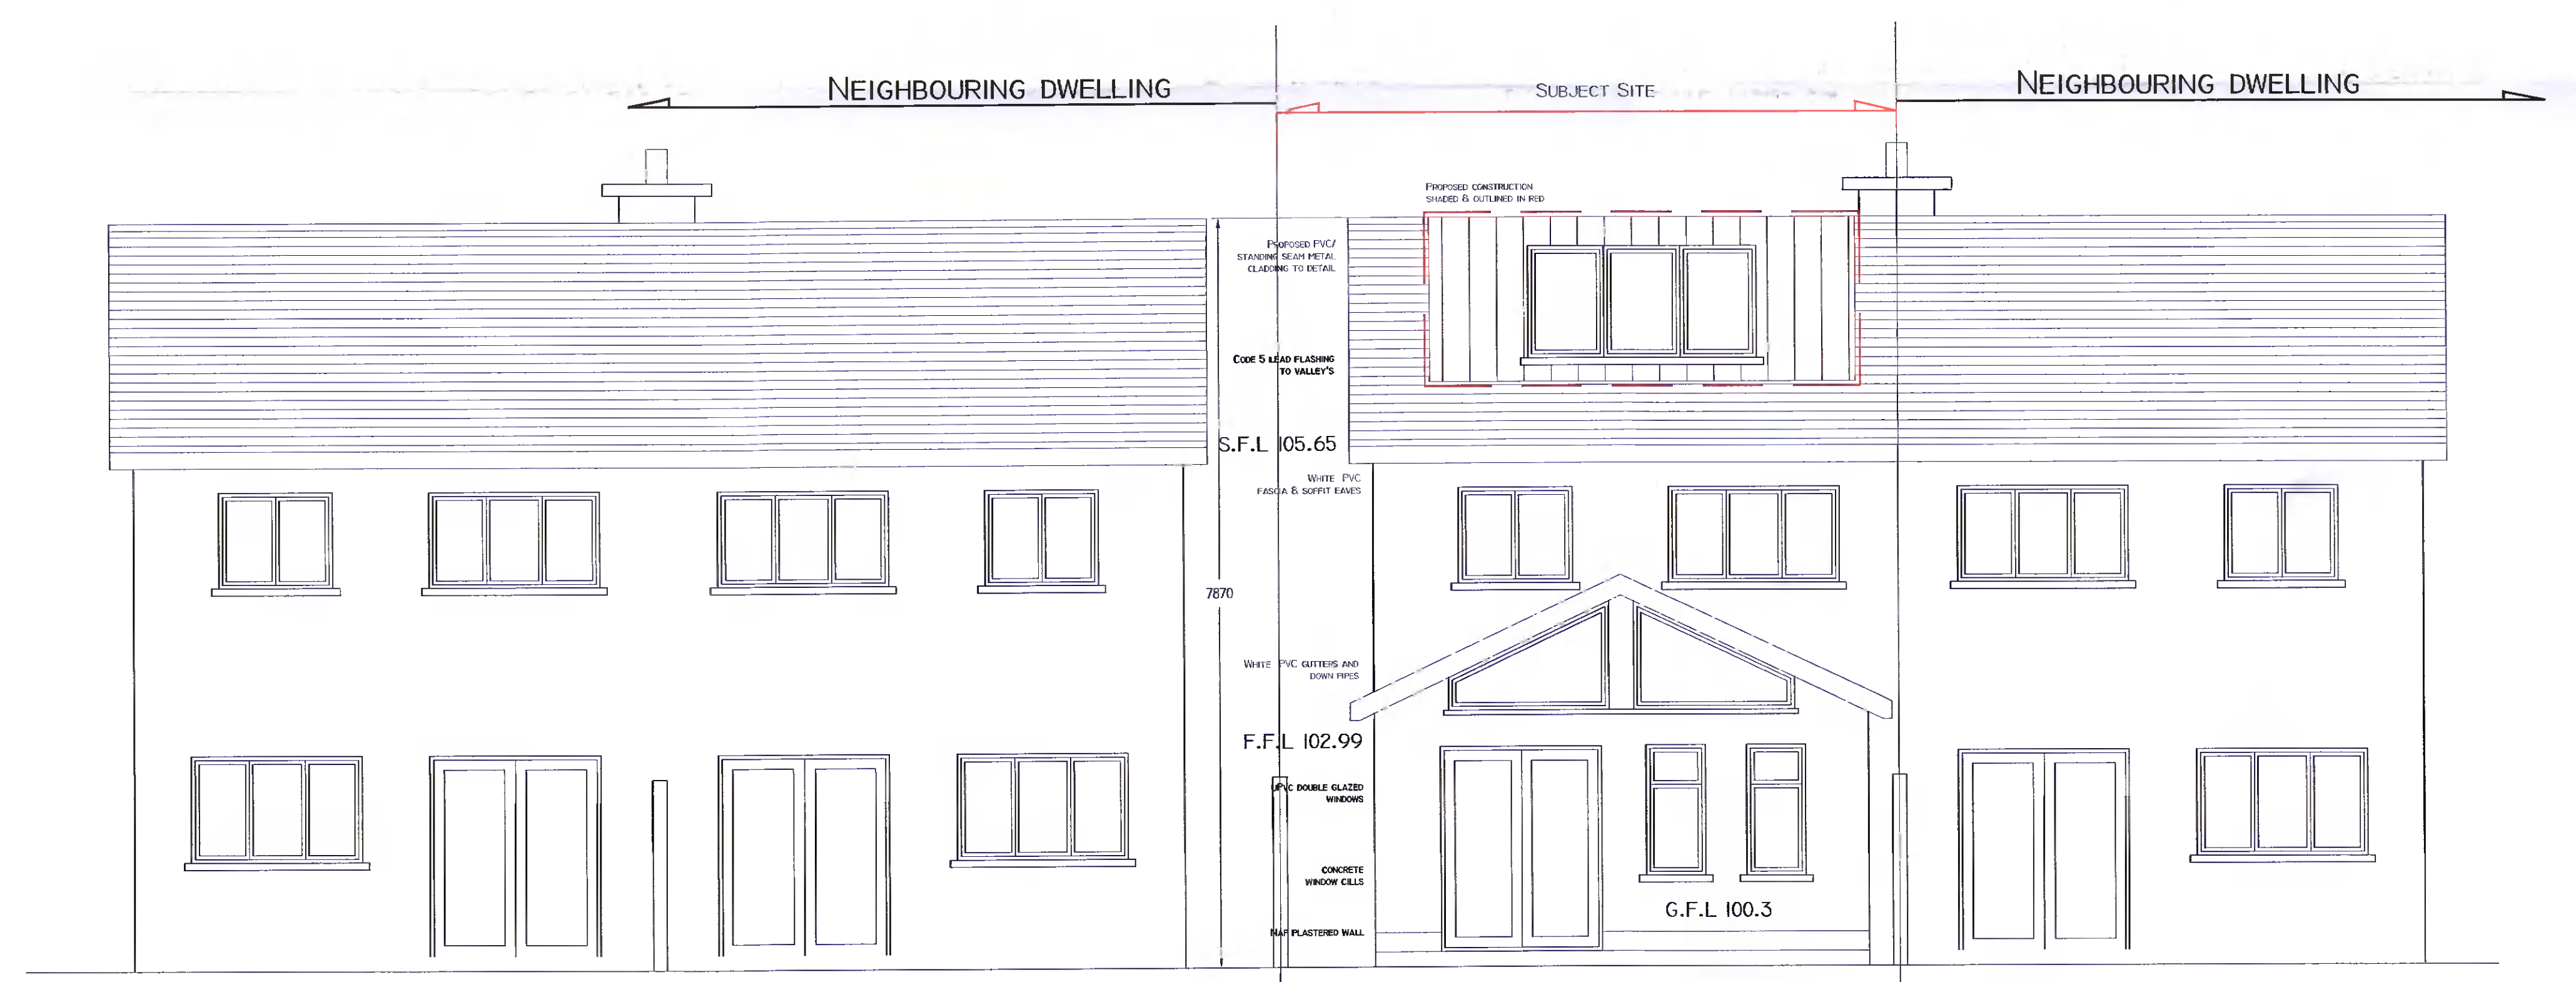 NEIGHBOURING DWELLING
SUBJECT SITE
NEIGHBOURING DWELLING
PROPOSED CONSTRUCTION
SHADED & OUTLINED IN RED
PROPOSED PVC/
STANDING SEAM METAL
CLADDING TO DETAIL
CODE 5 LEAD FLASHING
TO VALLEY'S
S.F.L 105.65
WHITE PVC
FASCIA & SOFFIT EAVES
7870
WHITE PVC GUTTERS AND
DOWN PIPES
F.F.L 102.99
UPVC DOUBLE GLAZED
WINDOWS
CONCRETE
WINDOW CILLS
G.F.L 100.3
NAP PLASTERED WALL